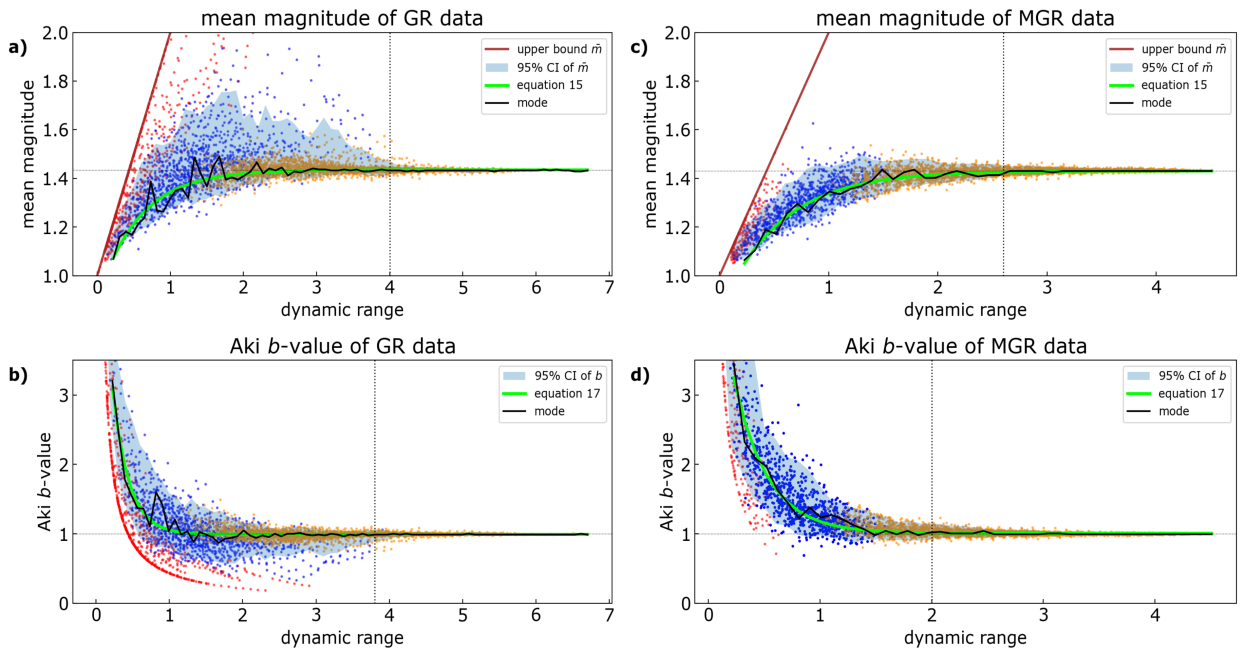 mean magnitude of GR data
a)
mean magnitude
2.0
1.8
1.6
1.4
1.2
1.0
upper bound m̄
95% CI of m̄
equation 15
mode
0 1 2 3 4 5 6 7
dynamic range
Aki b-value of GR data
b)
Aki b-value
3
2
1
0
95% CI of b
equation 17
mode
0 1 2 3 4 5 6 7
dynamic range
mean magnitude of MGR data
c)
mean magnitude
2.0
1.8
1.6
1.4
1.2
1.0
upper bound m̄
95% CI of m̄
equation 15
mode
0 1 2 3 4
dynamic range
Aki b-value of MGR data
d)
Aki b-value
3
2
1
0
95% CI of b
equation 17
mode
0 1 2 3 4
dynamic range